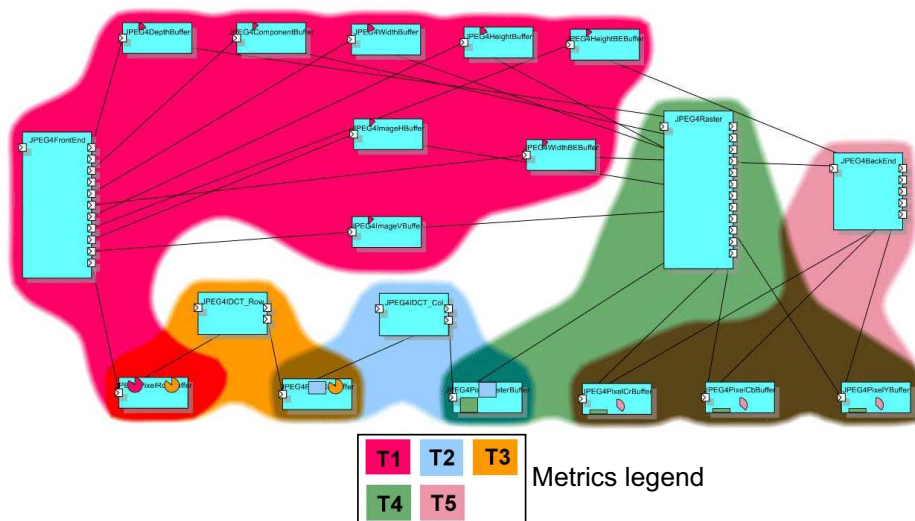 JPEG4DepthBuffer
JPEG4ComponentBuffer
JPEG4WidthBuffer
JPEG4HeightBuffer
JPEG4HeightBEBuffer
JPEG4FrontEnd
JPEG4ImageHBuffer
JPEG4WidthBEBuffer
JPEG4Raster
JPEG4BackEnd
JPEG4ImageVBuffer
JPEG4IDCT_Row
JPEG4IDCT_Col
JPEG4PixelCrBuffer
JPEG4PixelCbBuffer
JPEG4PixelYBuffer
T1 T2 T3
T4 T5
Metrics legend